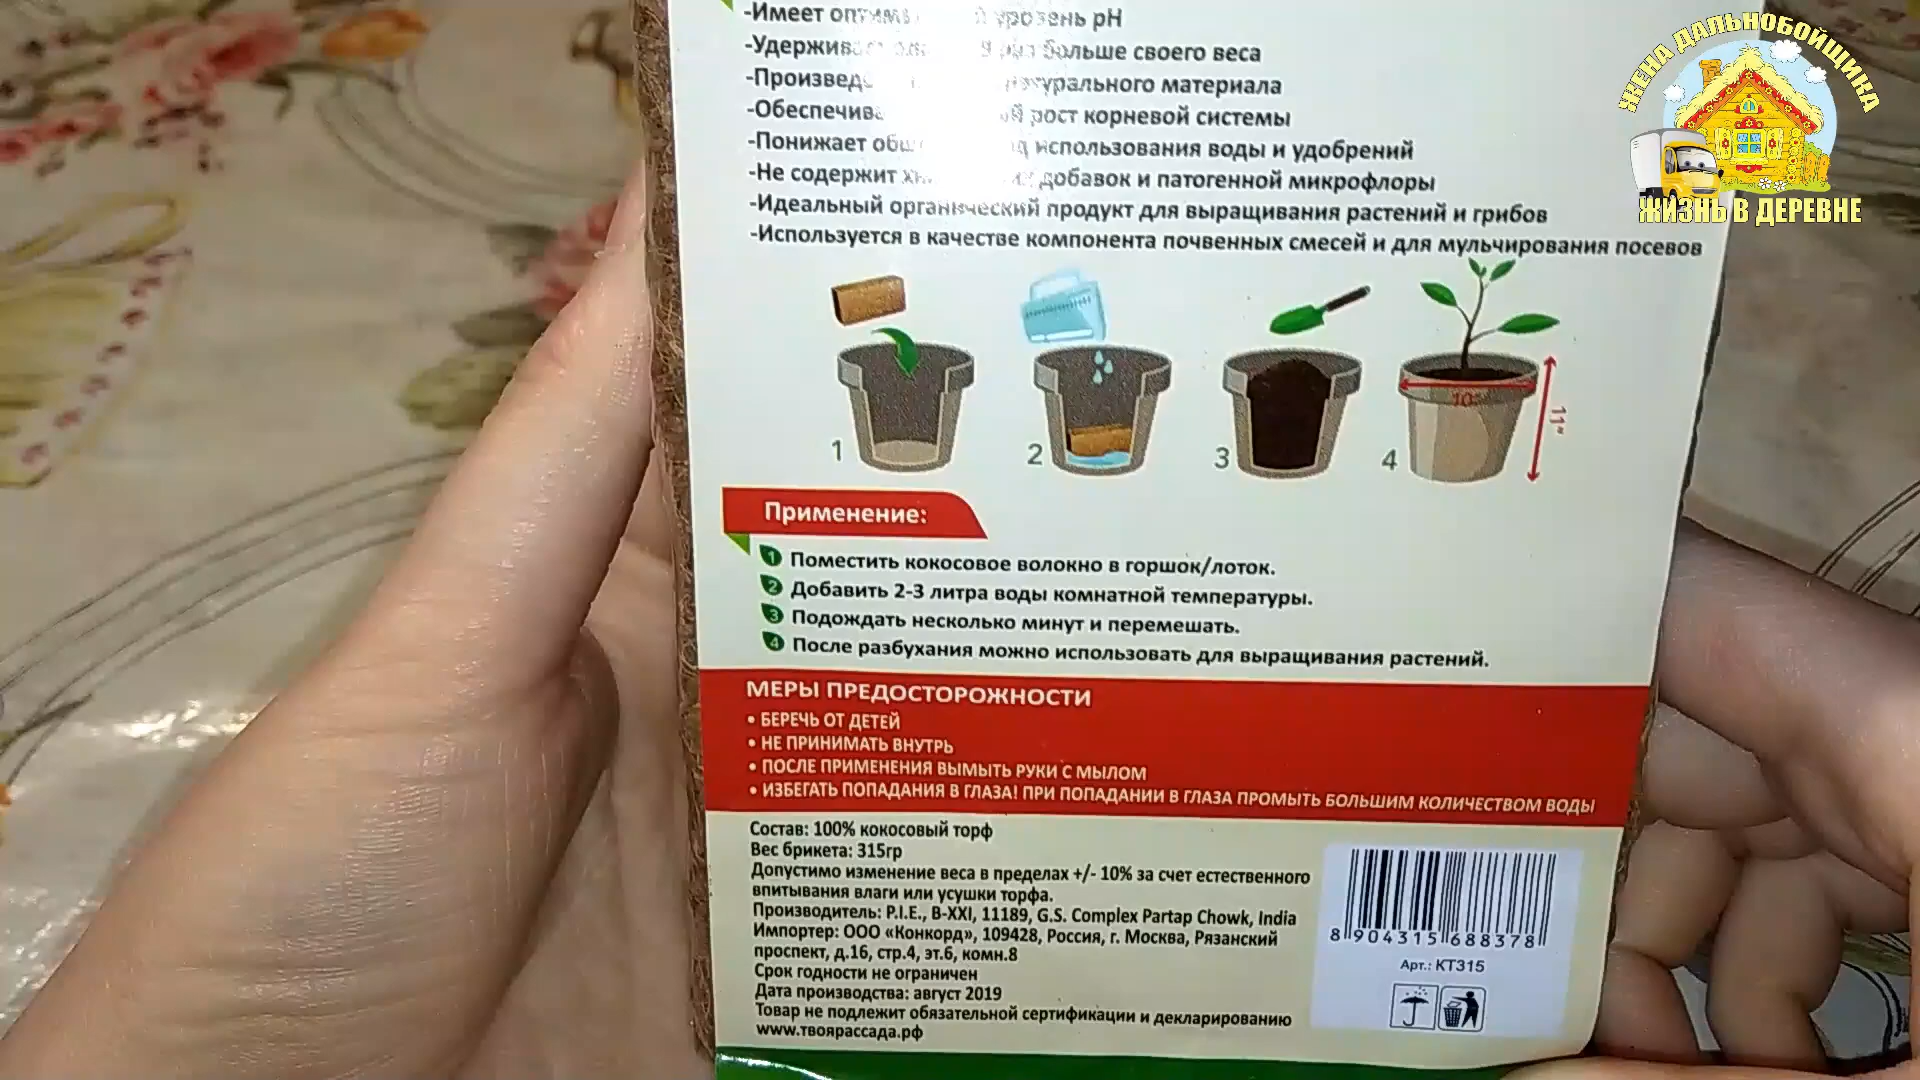 -Имеет уровень pH
-Удерживает 9 раз больше своего веса
натурального материала
рост корневой системы
-Понижает использования воды и удобрений
-Не содержит добавок и патогенной микрофлоры
-Идеальный органический продукт для выращивания растений и грибов
-Используется в качестве компонента почвенных смесей и для мульчирования посевов
1 2 3 4
10"
11"
Применение:
1 Поместить кокосовое волокно в горшок/лоток.
2 Добавить 2-3 литра воды комнатной температуры.
3 Подождать несколько минут и перемешать.
4 После разбухания можно использовать для выращивания растений.
МЕРЫ ПРЕДОСТОРОЖНОСТИ
• БЕРЕЧЬ ОТ ДЕТЕЙ
• НЕ ПРИНИМАТЬ ВНУТРЬ
• ПОСЛЕ ПРИМЕНЕНИЯ ВЫМЫТЬ РУКИ С МЫЛОМ
• ИЗБЕГАТЬ ПОПАДАНИЯ В ГЛАЗА! ПРИ ПОПАДАНИИ В ГЛАЗА ПРОМЫТЬ БОЛЬШИМ КОЛИЧЕСТВОМ ВОДЫ
Состав: 100% кокосовый торф
Вес брикета: 315гр
Допустимо изменение веса в пределах +/- 10% за счет естественного
впитывания влаги или усушки торфа.
Производитель: P.I.E., B-XXI, 11189, G.S. Complex Partap Chowk, India
Импортер: ООО «Конкорд», 109428, Россия, г. Москва, Рязанский
проспект, д.16, стр.4, эт.6, комн.8
Срок годности не ограничен
Дата производства: август 2019
Товар не подлежит обязательной сертификации и декларированию
www.твоярассада.рф
8 904315 688378
Арт.: КТ315
ЖЕНА ДАЛЬНОБОЙЩИКА
ЖИЗНЬ В ДЕРЕВНЕ